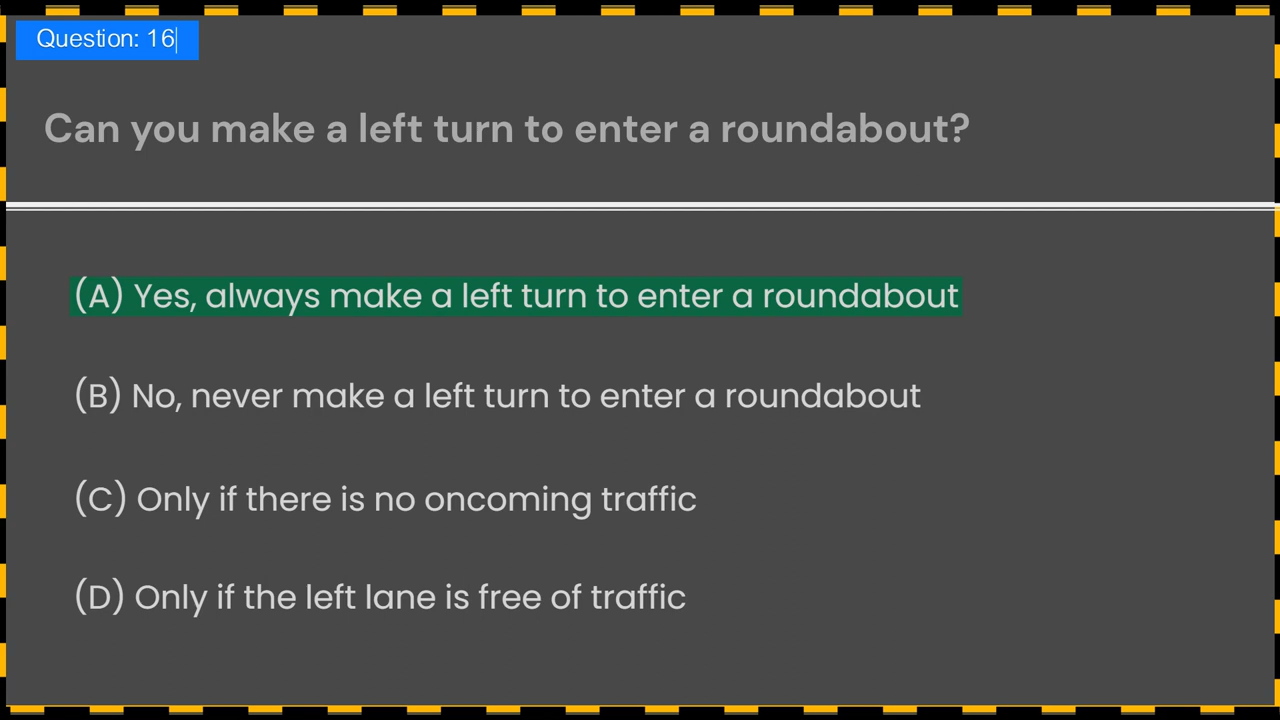 Question: 16
Can you make a left turn to enter a roundabout?
(A) Yes, always make a left turn to enter a roundabout
(B) No, never make a left turn to enter a roundabout
(C) Only if there is no oncoming traffic
(D) Only if the left lane is free of traffic